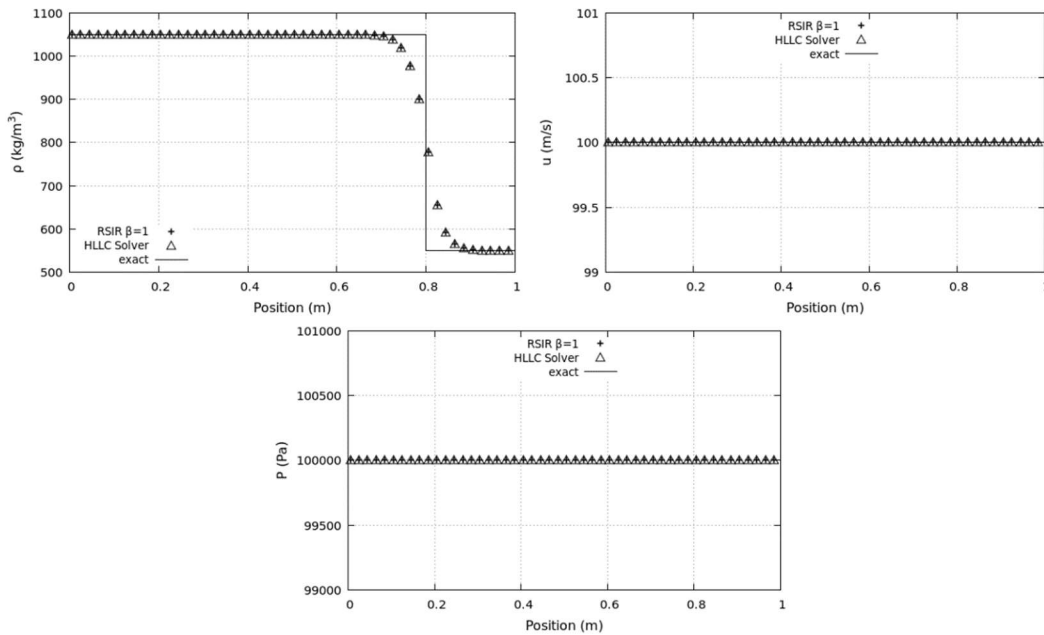 1100
1000
900
800
700
600
500
ρ (kg/m³)
RSIR β=1
HLLC Solver
exact
0 0.2 0.4 0.6 0.8 1
Position (m)
101
100.5
100
99.5
99
u (m/s)
RSIR β=1
HLLC Solver
exact
0 0.2 0.4 0.6 0.8 1
Position (m)
101000
100500
100000
99500
99000
P (Pa)
RSIR β=1
HLLC Solver
exact
0 0.2 0.4 0.6 0.8 1
Position (m)